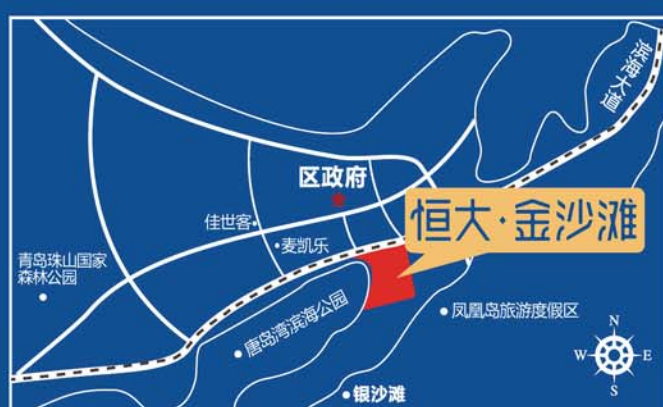 滨海大道
区政府
恒大·金沙滩
佳世客
麦凯乐
青岛珠山国家
森林公园
唐岛湾滨海公园
凤凰岛旅游度假区
银沙滩
N
W
E
S